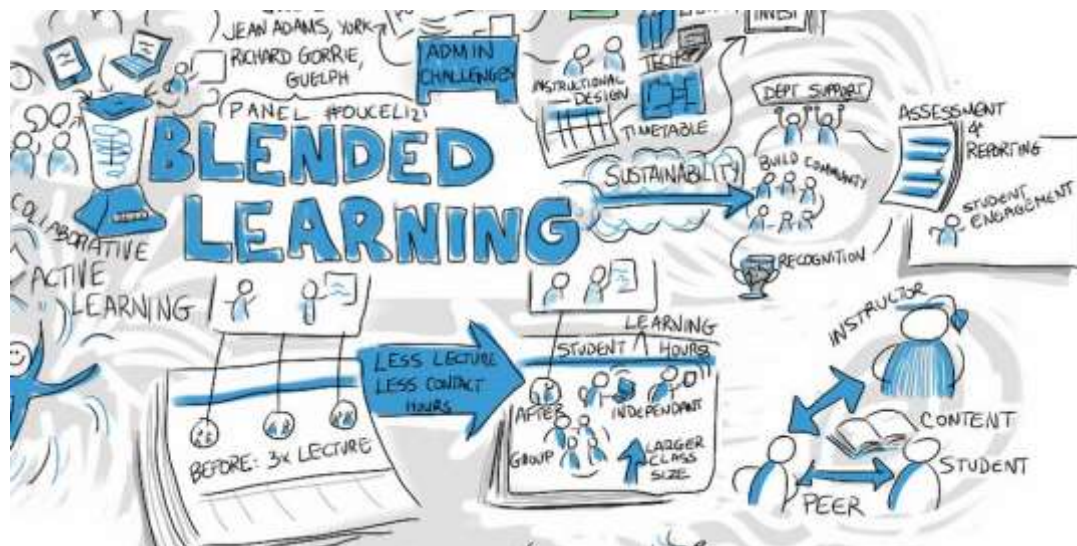 JEAN ADAMS, YORK
RICHARD GORRIE,
GUELPH
PANEL #OUCEL121
BLENDED
LEARNING
ADMIN
CHALLENGES
INSTRUCTIONAL
DESIGN
TECH
TIMETABLE
INVEST
DEPT SUPPORT
SUSTAINABILITY
BUILD COMMUNITY
RECOGNITION
ASSESSMENT
&
REPORTING
STUDENT
ENGAGEMENT
COLLABORATIVE
ACTIVE
LEARNING
BEFORE: 3x LECTURE
LESS LECTURE
LESS CONTACT
HOURS
LEARNING
STUDENT HOURS
AFTER
INDEPENDANT
GROUP
LARGER
CLASS
SIZE
INSTRUCTOR
CONTENT
STUDENT
PEER